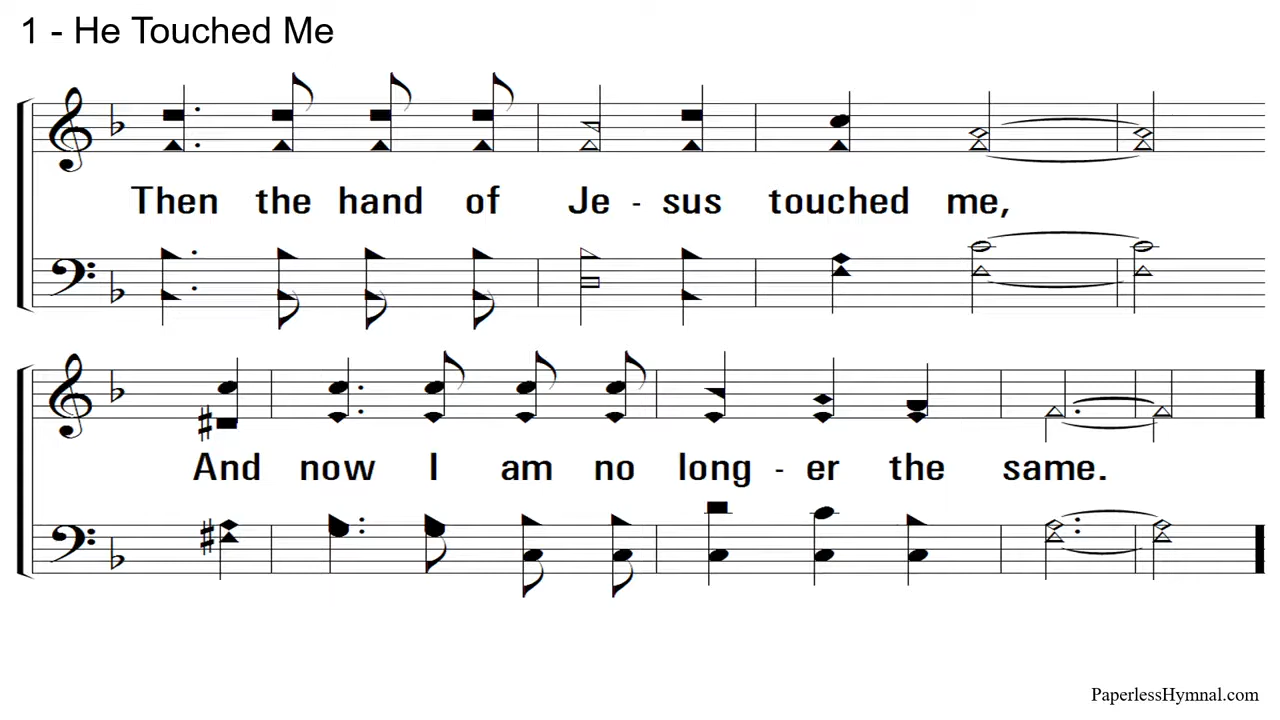 1 - He Touched Me
Then the hand of Je - sus touched me,
And now I am no long - er the same.
PaperlessHymnal.com